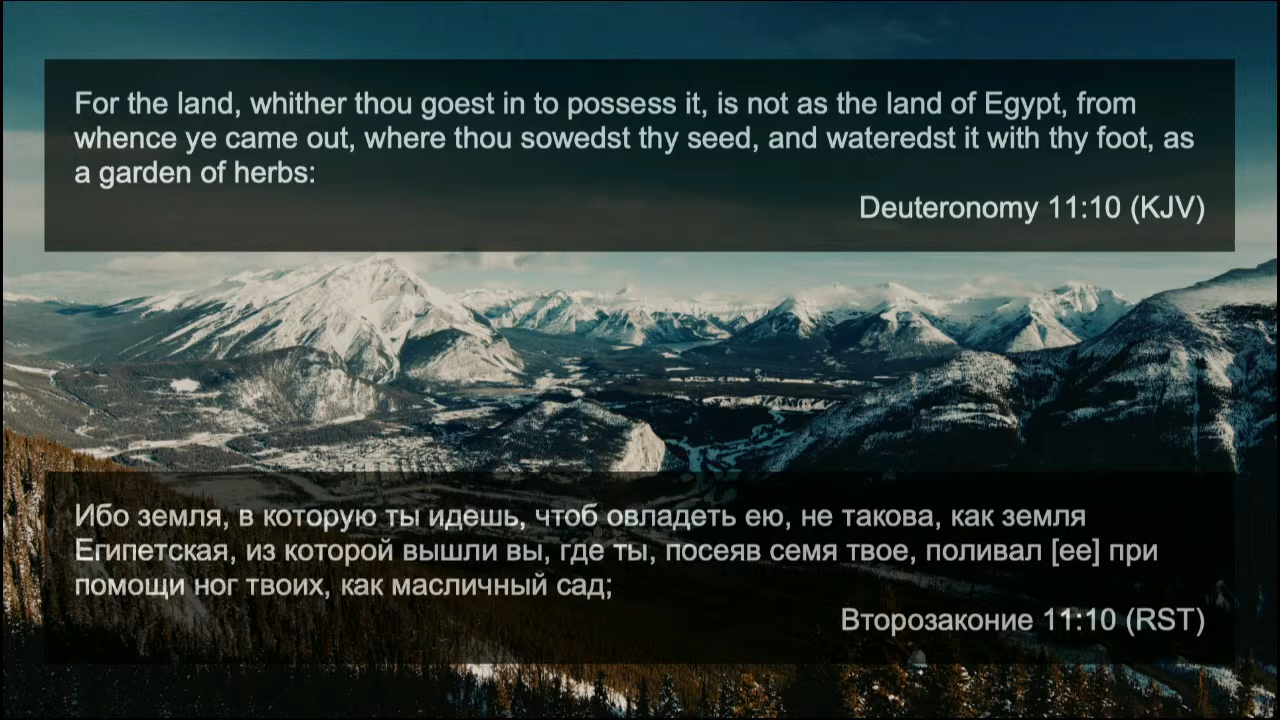 For the land, whither thou goest in to possess it, is not as the land of Egypt, from
whence ye came out, where thou sowedst thy seed, and wateredst it with thy foot, as
a garden of herbs:
Deuteronomy 11:10 (KJV)
Ибо земля, в которую ты идешь, чтоб овладеть ею, не такова, как земля
Египетская, из которой вышли вы, где ты, посеяв семя твое, поливал [ее] при
помощи ног твоих, как масличный сад;
Второзаконие 11:10 (RST)